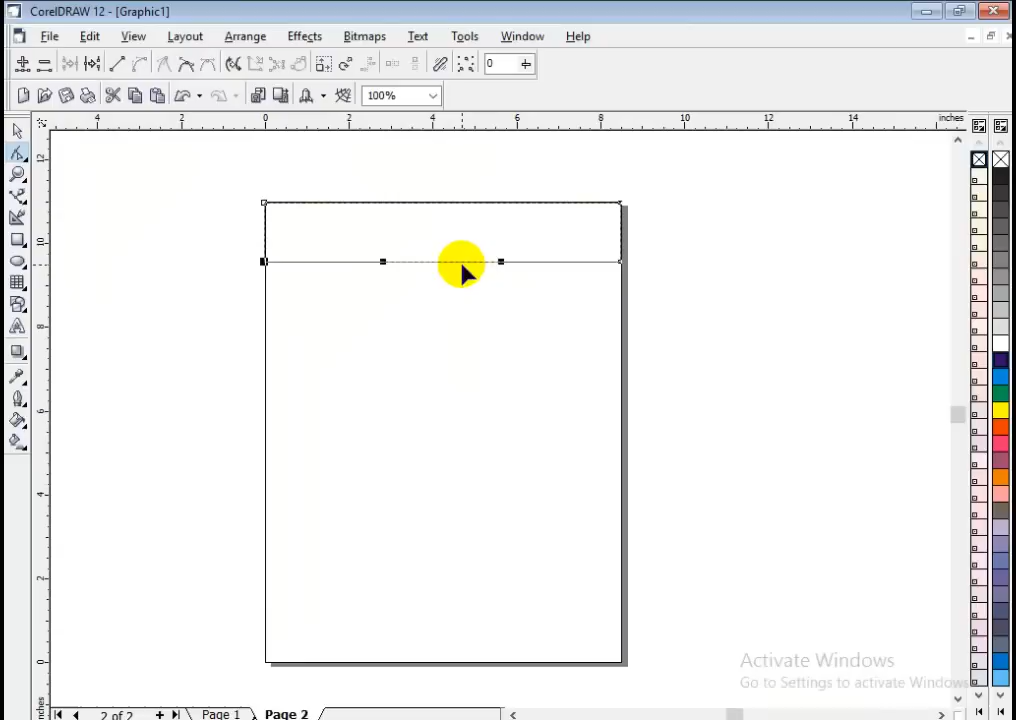 CorelDRAW 12 - [Graphic1]
File Edit View Layout Arrange Effects Bitmaps Text Tools Window Help
0
100%
4 2 0 2 4 6 8 10 12 14 inches
12
10
8
6
4
2
0
inches
Activate Windows
Go to Settings to activate Windows
2 of 2 Page 1 Page 2